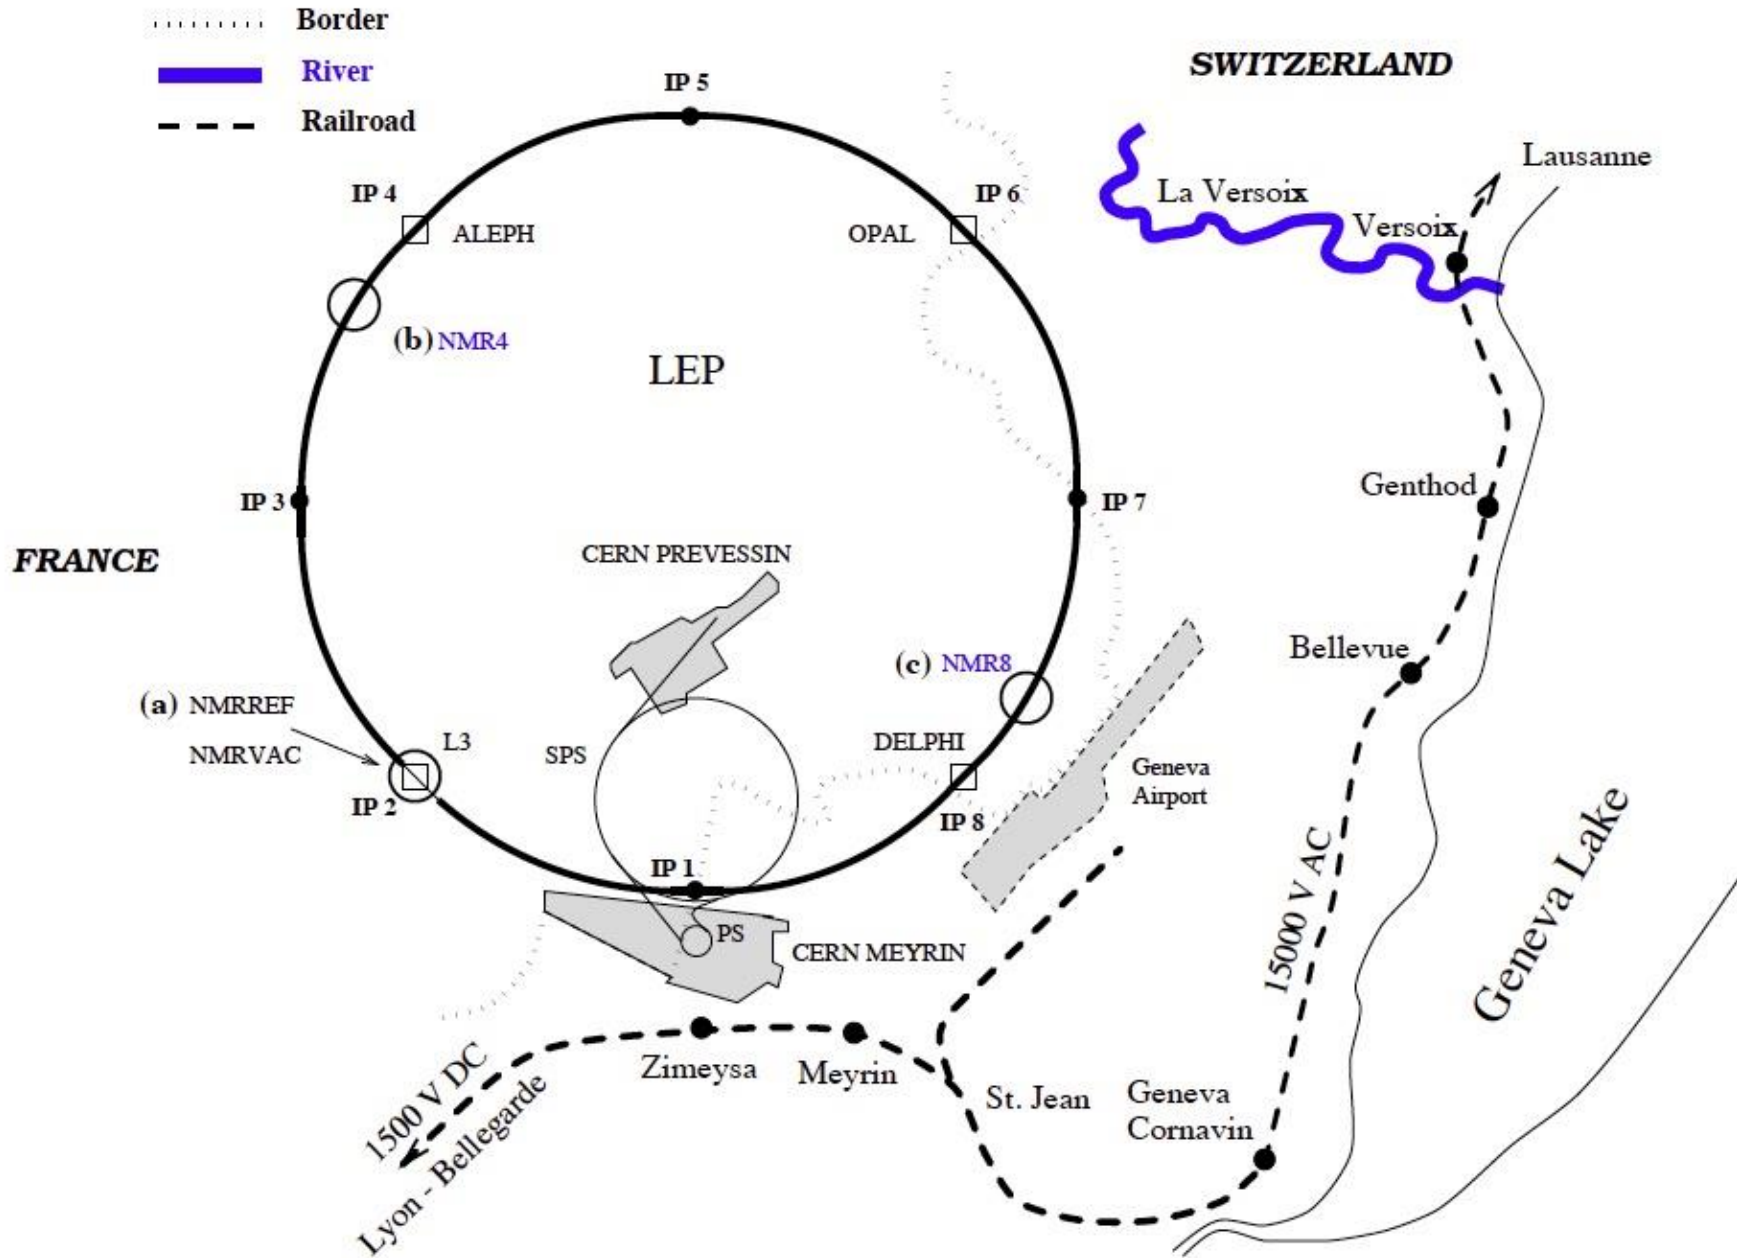 Border
River
Railroad
SWITZERLAND
IP 5
Lausanne
IP 4
IP 6
La Versoix
Versoix
ALEPH
OPAL
(b) NMR4
LEP
IP 3
IP 7
Genthod
FRANCE
CERN PREVESSIN
Bellevue
(c) NMR8
(a) NMRREF
NMRVAC
L3
SPS
DELPHI
Geneva
Airport
IP 2
IP 8
IP 1
PS
CERN MEYRIN
15000 V AC
Geneva Lake
Zimeysa
Meyrin
St. Jean
Geneva
Cornavin
1500 V DC
Lyon - Bellegarde